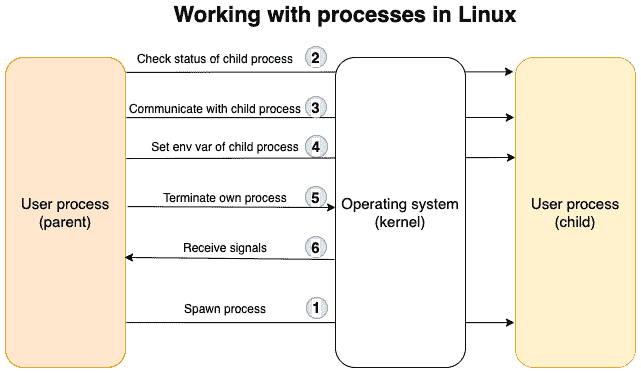 Working with processes in Linux
Check status of child process 2
Communicate with child process 3
Set env var of child process 4
Terminate own process 5
Receive signals 6
Spawn process 1
User process
(parent)
Operating system
(kernel)
User process
(child)